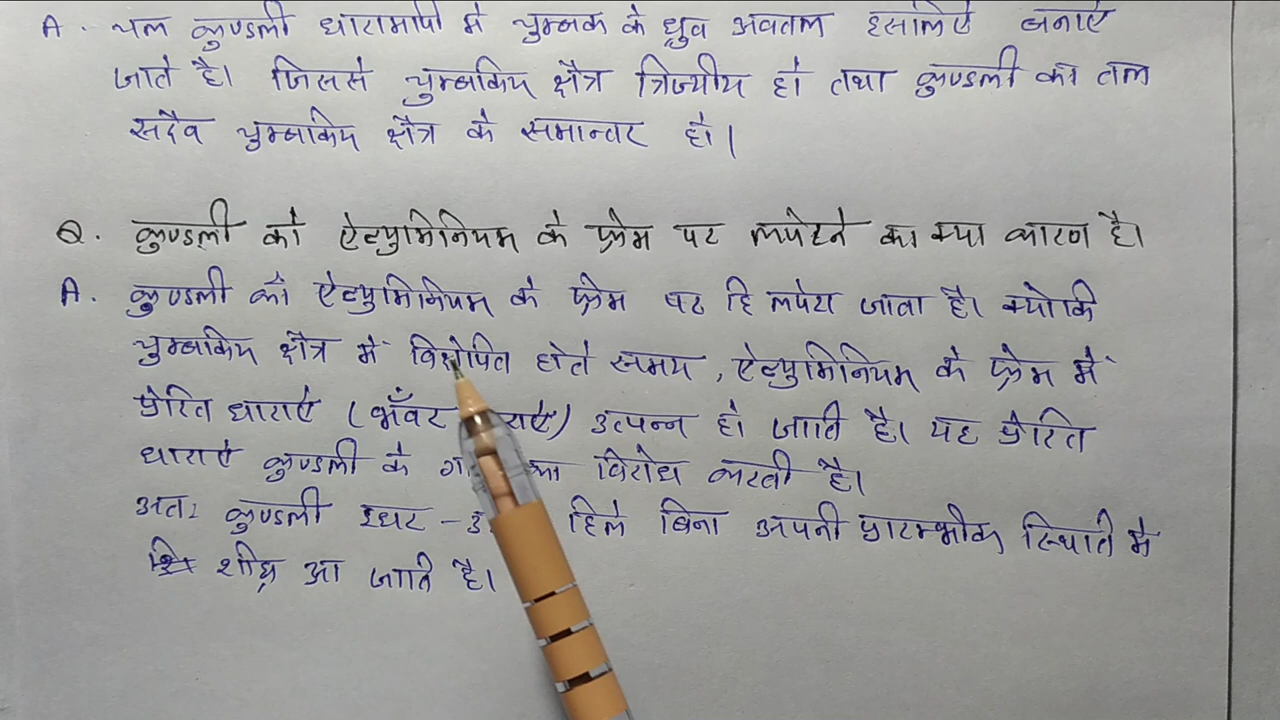 A. चल कुण्डली धारामापी मे चुम्बक के ध्रुव अवतल इसलिए बनाऐ
जाते है। जिससे चुम्बकिय क्षैत्र त्रिज्यीय हो तथा कुण्डली का तल
सदैव चुम्बकिय क्षैत्र के समान्तर हो।
Q. कुण्डली को ऐल्युमिनियम के फ्रेम पर लपेटने का क्या कारण है।
A. कुण्डली को ऐल्युमिनियम के फ्रेम पर हि लपेटा जाता है। क्योकि
चुम्बकिय क्षैत्र में विक्षेपित होते समय, ऐल्युमिनियम के फ्रेम में
प्रेरित धाराऐ (भँवर) उत्पन्न हो जाति है। यह प्रेरित
धाराऐ कुण्डली के विरोध करती है।
अतः कुण्डली इधर - हिले बिना अपनी प्रारम्भीक स्थिति मे
शीघ्र आ जाति है।